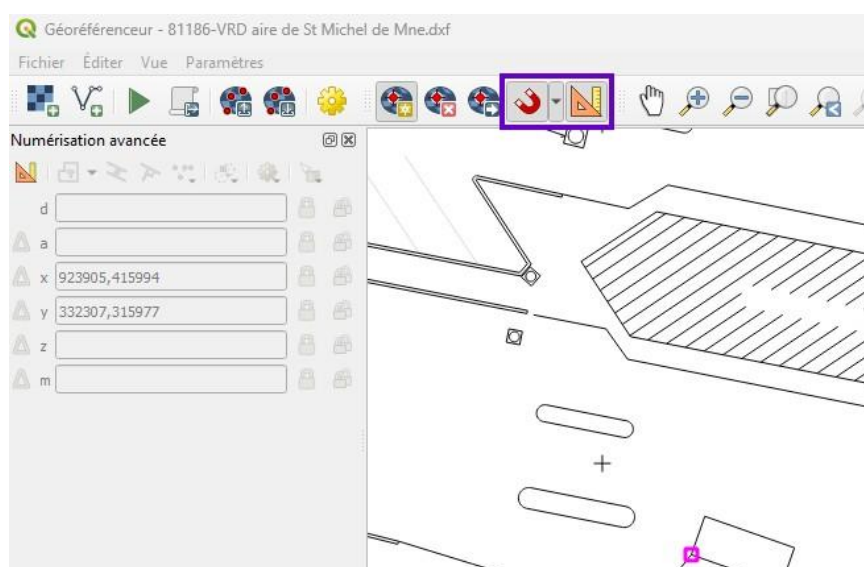 Géoréférenceur - 81186-VRD aire de St Michel de Mne.dxf
Fichier Éditer Vue Paramètres
Numérisation avancée
d
a
x 923905,415994
y 332307,315977
z
m